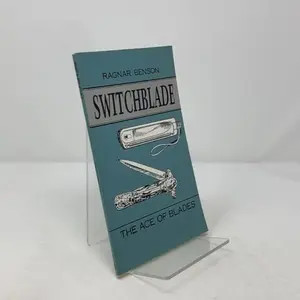 RAGNAR BENSON
SWITCHBLADE
THE ACE OF BLADES